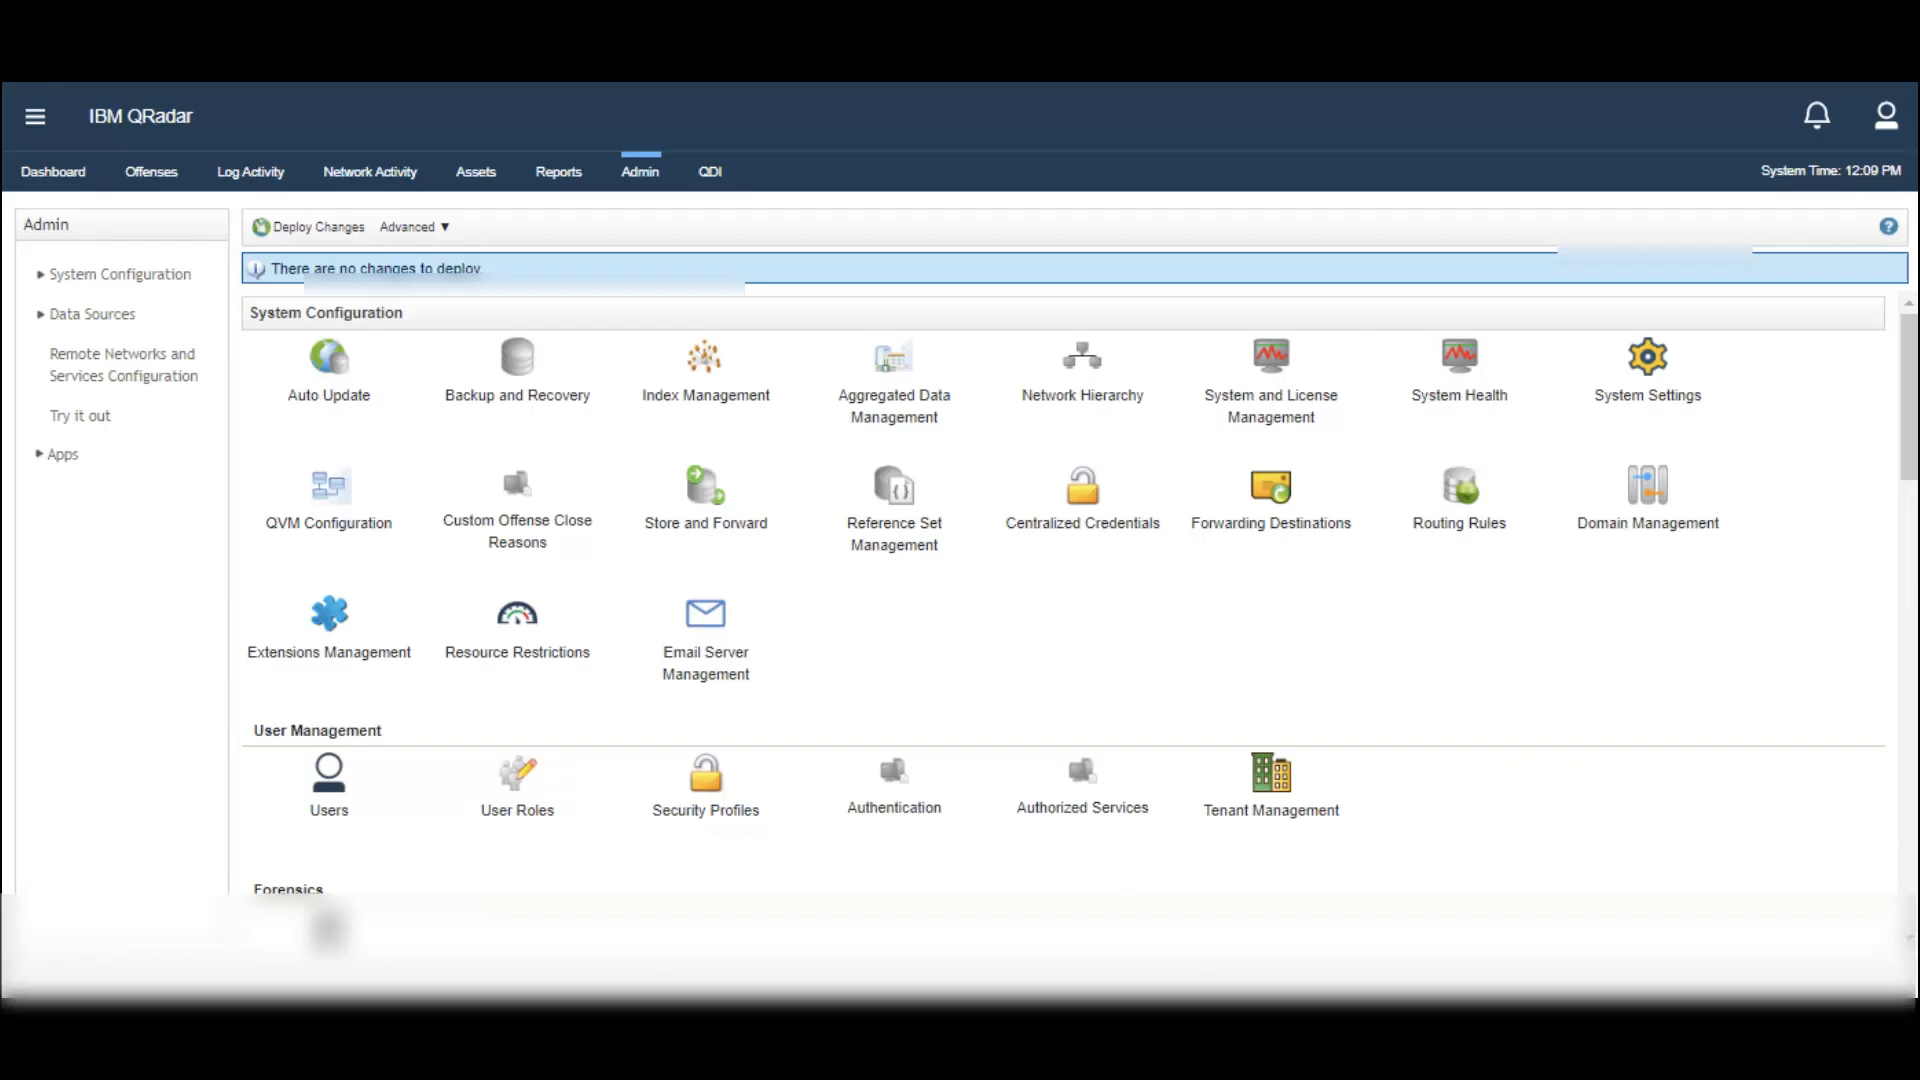 IBM QRadar
Dashboard Offenses Log Activity Network Activity Assets Reports Admin QDI System Time: 12:09 PM
Admin
System Configuration
Data Sources
Remote Networks and
Services Configuration
Try it out
Apps
Deploy Changes Advanced ▼
There are no changes to deploy.
System Configuration
Auto Update
Backup and Recovery
Index Management
Aggregated Data
Management
Network Hierarchy
System and License
Management
System Health
System Settings
QVM Configuration
Custom Offense Close
Reasons
Store and Forward
Reference Set
Management
Centralized Credentials
Forwarding Destinations
Routing Rules
Domain Management
Extensions Management
Resource Restrictions
Email Server
Management
User Management
Users
User Roles
Security Profiles
Authentication
Authorized Services
Tenant Management
Forensics